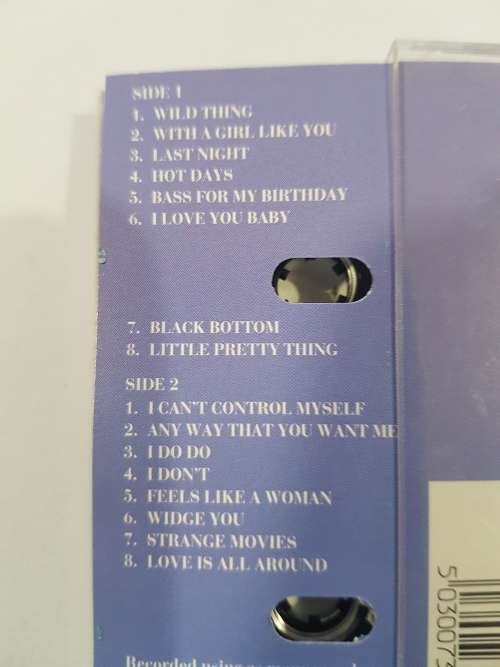 SIDE 1
1. WILD THING
2. WITH A GIRL LIKE YOU
3. LAST NIGHT
4. HOT DAYS
5. BASS FOR MY BIRTHDAY
6. I LOVE YOU BABY
7. BLACK BOTTOM
8. LITTLE PRETTY THING
SIDE 2
1. I CAN'T CONTROL MYSELF
2. ANY WAY THAT YOU WANT ME
3. I DO DO
4. I DON'T
5. FEELS LIKE A WOMAN
6. WIDGE YOU
7. STRANGE MOVIES
8. LOVE IS ALL AROUND
Recorded using
5 03007